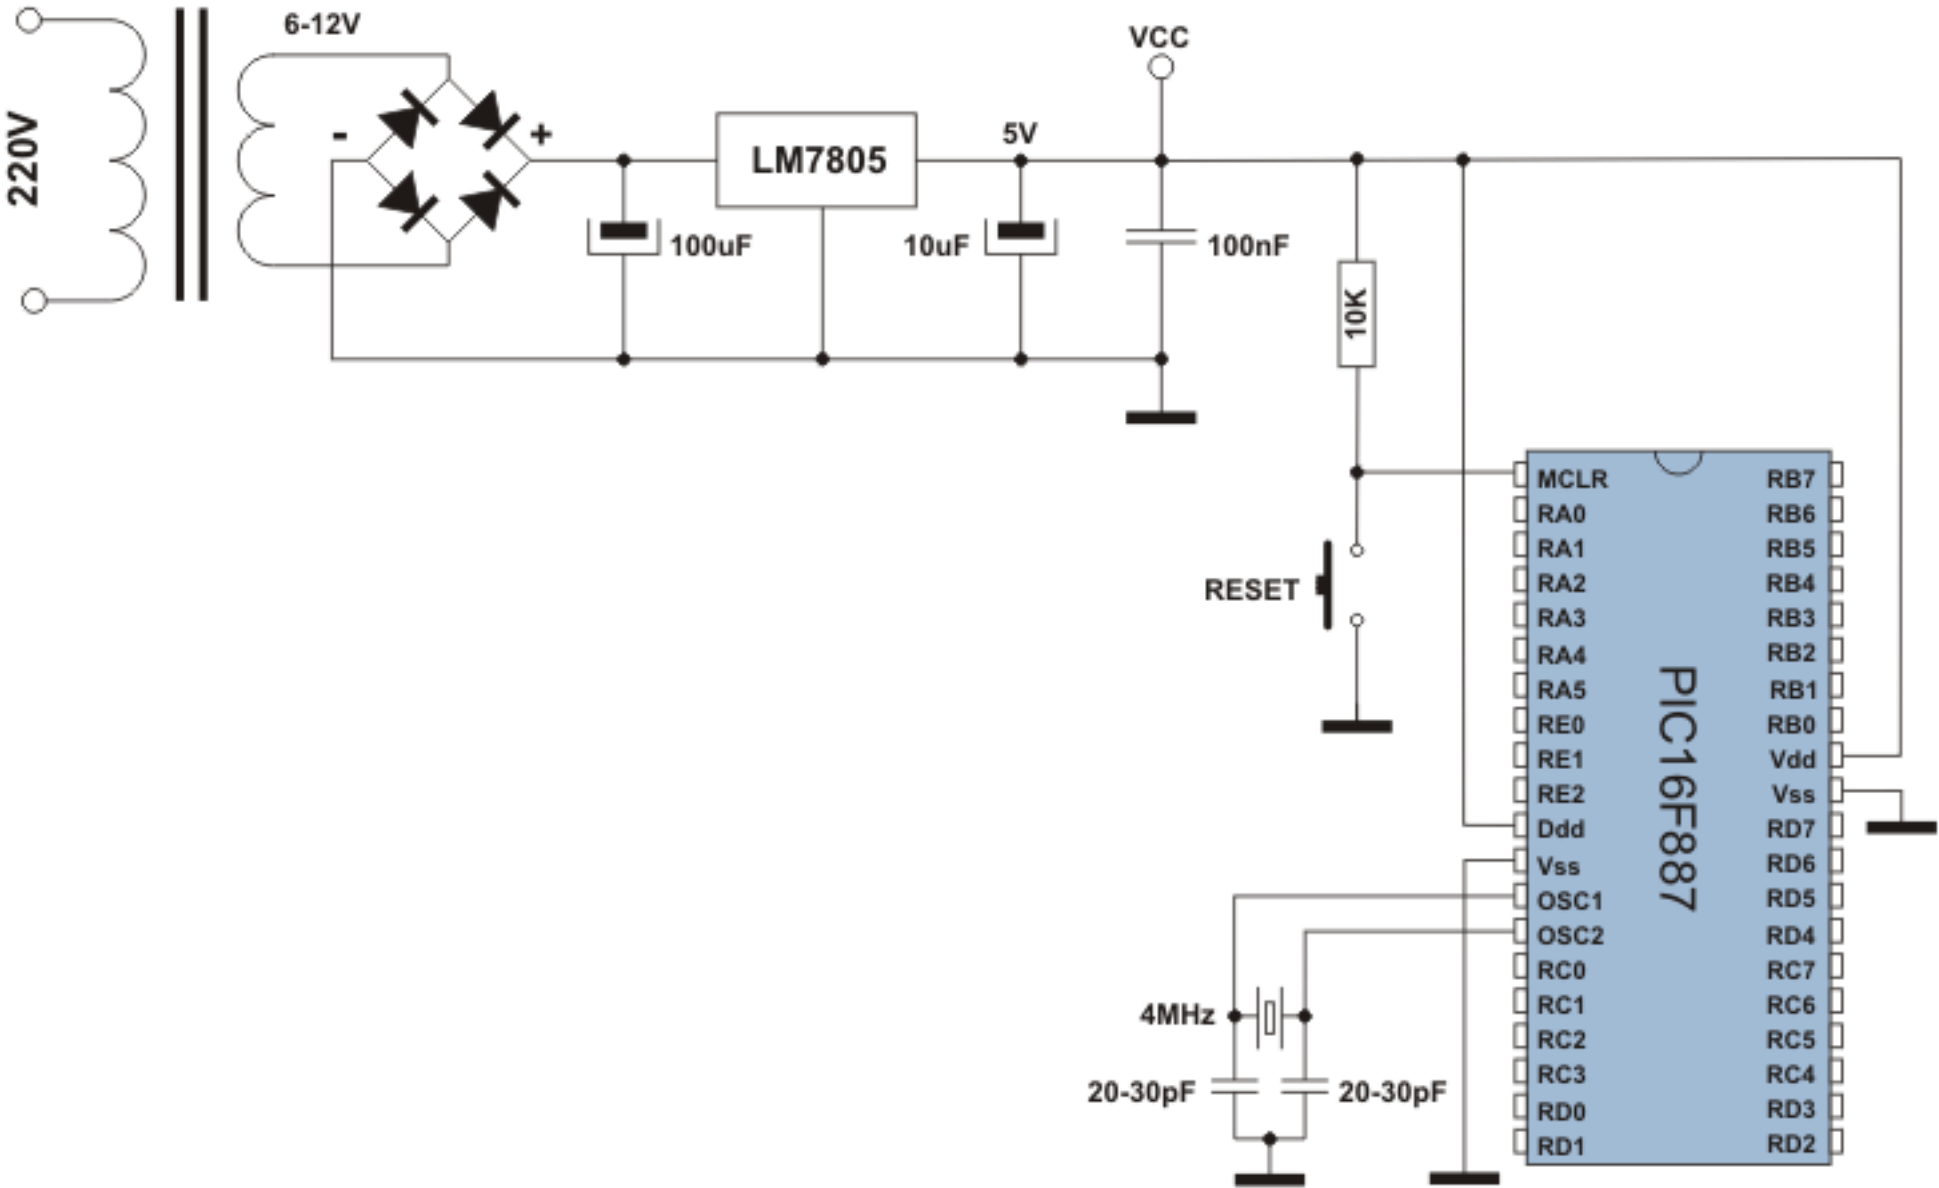 6-12V
220V
-
+
LM7805
5V
VCC
100uF
10uF
100nF
10K
RESET
4MHz
20-30pF
20-30pF
PIC16F887
MCLR
RA0
RA1
RA2
RA3
RA4
RA5
RE0
RE1
RE2
Ddd
Vss
OSC1
OSC2
RC0
RC1
RC2
RC3
RD0
RD1
RB7
RB6
RB5
RB4
RB3
RB2
RB1
RB0
Vdd
Vss
RD7
RD6
RD5
RD4
RC7
RC6
RC5
RC4
RD3
RD2